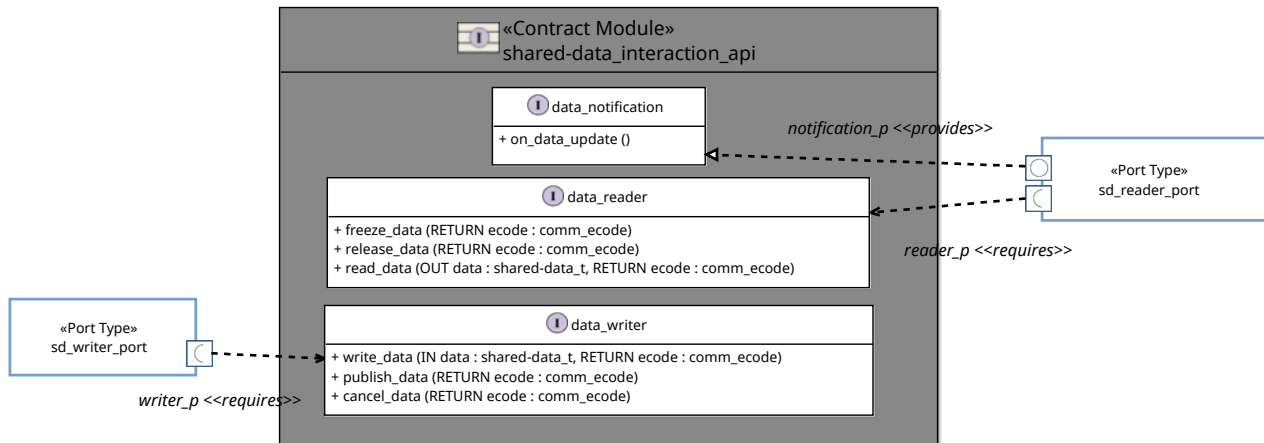 «Contract Module»
shared-data_interaction_api
I
I
data_notification
+ on_data_update ()
notification_p <<provides>>
«Port Type»
sd_reader_port
I
data_reader
+ freeze_data (RETURN ecode : comm_ecode)
+ release_data (RETURN ecode : comm_ecode)
+ read_data (OUT data : shared-data_t, RETURN ecode : comm_ecode)
reader_p <<requires>>
«Port Type»
sd_writer_port
I
data_writer
+ write_data (IN data : shared-data_t, RETURN ecode : comm_ecode)
+ publish_data (RETURN ecode : comm_ecode)
+ cancel_data (RETURN ecode : comm_ecode)
writer_p <<requires>>